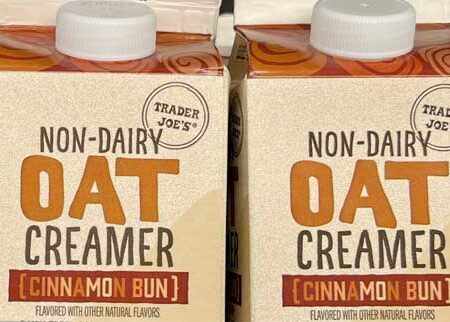 TRADER
JOE'S®
NON-DAIRY
OAT
CREAMER
[CINNAMON BUN]
FLAVORED WITH OTHER NATURAL FLAVORS
TRADER
JOE'S
NON-DAIRY
OAT
CREAMER
[CINNAMON BUN]
FLAVORED WITH OTHER NATURAL FLAVORS